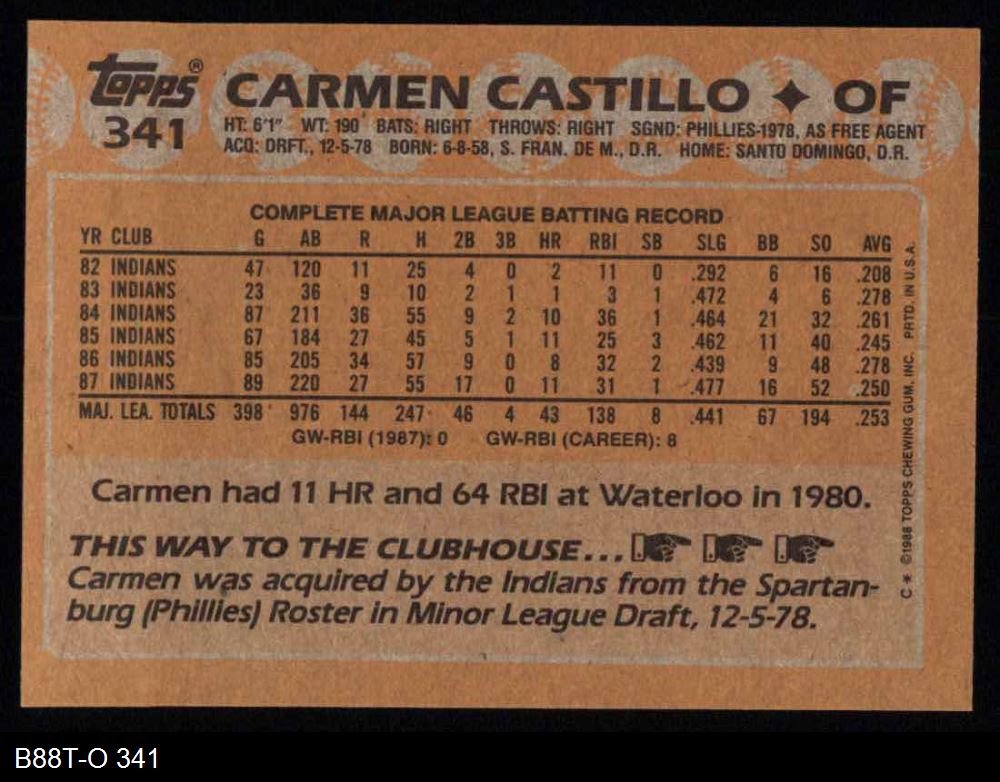 TOPPS® CARMEN CASTILLO ✦ OF
341 HT: 6'1" WT: 190 BATS: RIGHT THROWS: RIGHT SGND: PHILLIES-1978, AS FREE AGENT
ACQ: DRFT., 12-5-78 BORN: 6-8-58, S. FRAN. DE M., D.R. HOME: SANTO DOMINGO, D.R.
COMPLETE MAJOR LEAGUE BATTING RECORD
YR CLUB G AB R H 2B 3B HR RBI SB SLG BB SO AVG
82 INDIANS 47 120 11 25 4 0 2 11 0 .292 6 16 .208
83 INDIANS 23 36 9 10 2 1 1 3 1 .472 4 6 .278
84 INDIANS 87 211 36 55 9 2 10 36 1 .464 21 32 .261
85 INDIANS 67 184 27 45 5 1 11 25 3 .462 11 40 .245
86 INDIANS 85 205 34 57 9 0 8 32 2 .439 9 48 .278
87 INDIANS 89 220 27 55 17 0 11 31 1 .477 16 52 .250
MAJ. LEA. TOTALS 398 976 144 247 46 4 43 138 8 .441 67 194 .253
GW-RBI (1987): 0 GW-RBI (CAREER): 8
Carmen had 11 HR and 64 RBI at Waterloo in 1980.
THIS WAY TO THE CLUBHOUSE...
Carmen was acquired by the Indians from the Spartan-
burg (Phillies) Roster in Minor League Draft, 12-5-78.
C* ©1988 TOPPS CHEWING GUM, INC. PRTD. IN U.S.A.
B88T-O 341